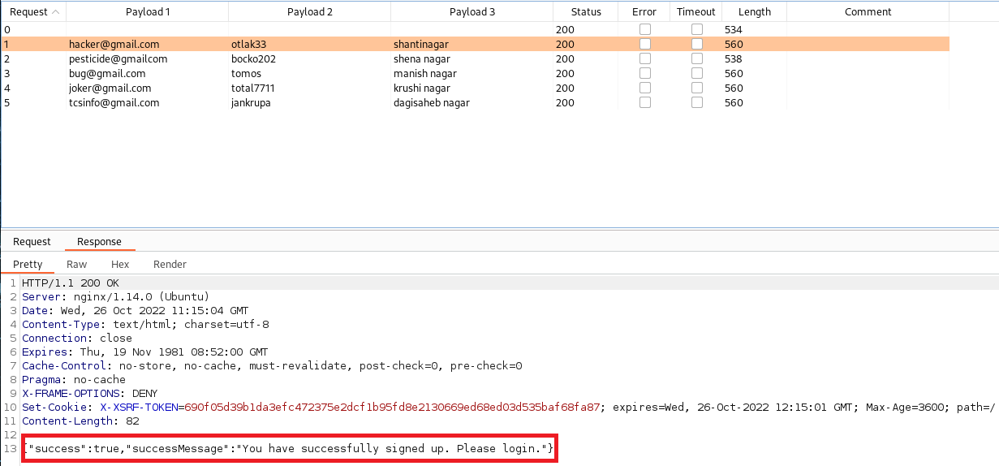 Request Payload 1 Payload 2 Payload 3 Status Error Timeout Length Comment
0 200 534
1 hacker@gmail.com otlak33 shantinagar 200 560
2 pesticide@gmailcom bocko202 shena nagar 200 538
3 bug@gmail.com tomos manish nagar 200 560
4 joker@gmail.com total7711 krushi nagar 200 560
5 tcsinfo@gmail.com jankrupa dagisaheb nagar 200 560
Request Response
Pretty Raw Hex Render
1 HTTP/1.1 200 OK
2 Server: nginx/1.14.0 (Ubuntu)
3 Date: Wed, 26 Oct 2022 11:15:04 GMT
4 Content-Type: text/html; charset=utf-8
5 Connection: close
6 Expires: Thu, 19 Nov 1981 08:52:00 GMT
7 Cache-Control: no-store, no-cache, must-revalidate, post-check=0, pre-check=0
8 Pragma: no-cache
9 X-FRAME-OPTIONS: DENY
10 Set-Cookie: X-XSRF-TOKEN=690f05d39b1da3efc472375e2dcf1b95fd8e2130669ed68ed03d535baf68fa87; expires=Wed, 26-Oct-2022 12:15:01 GMT; Max-Age=3600; path=/
11 Content-Length: 82
12
13 {"success":true,"successMessage":"You have successfully signed up. Please login."}